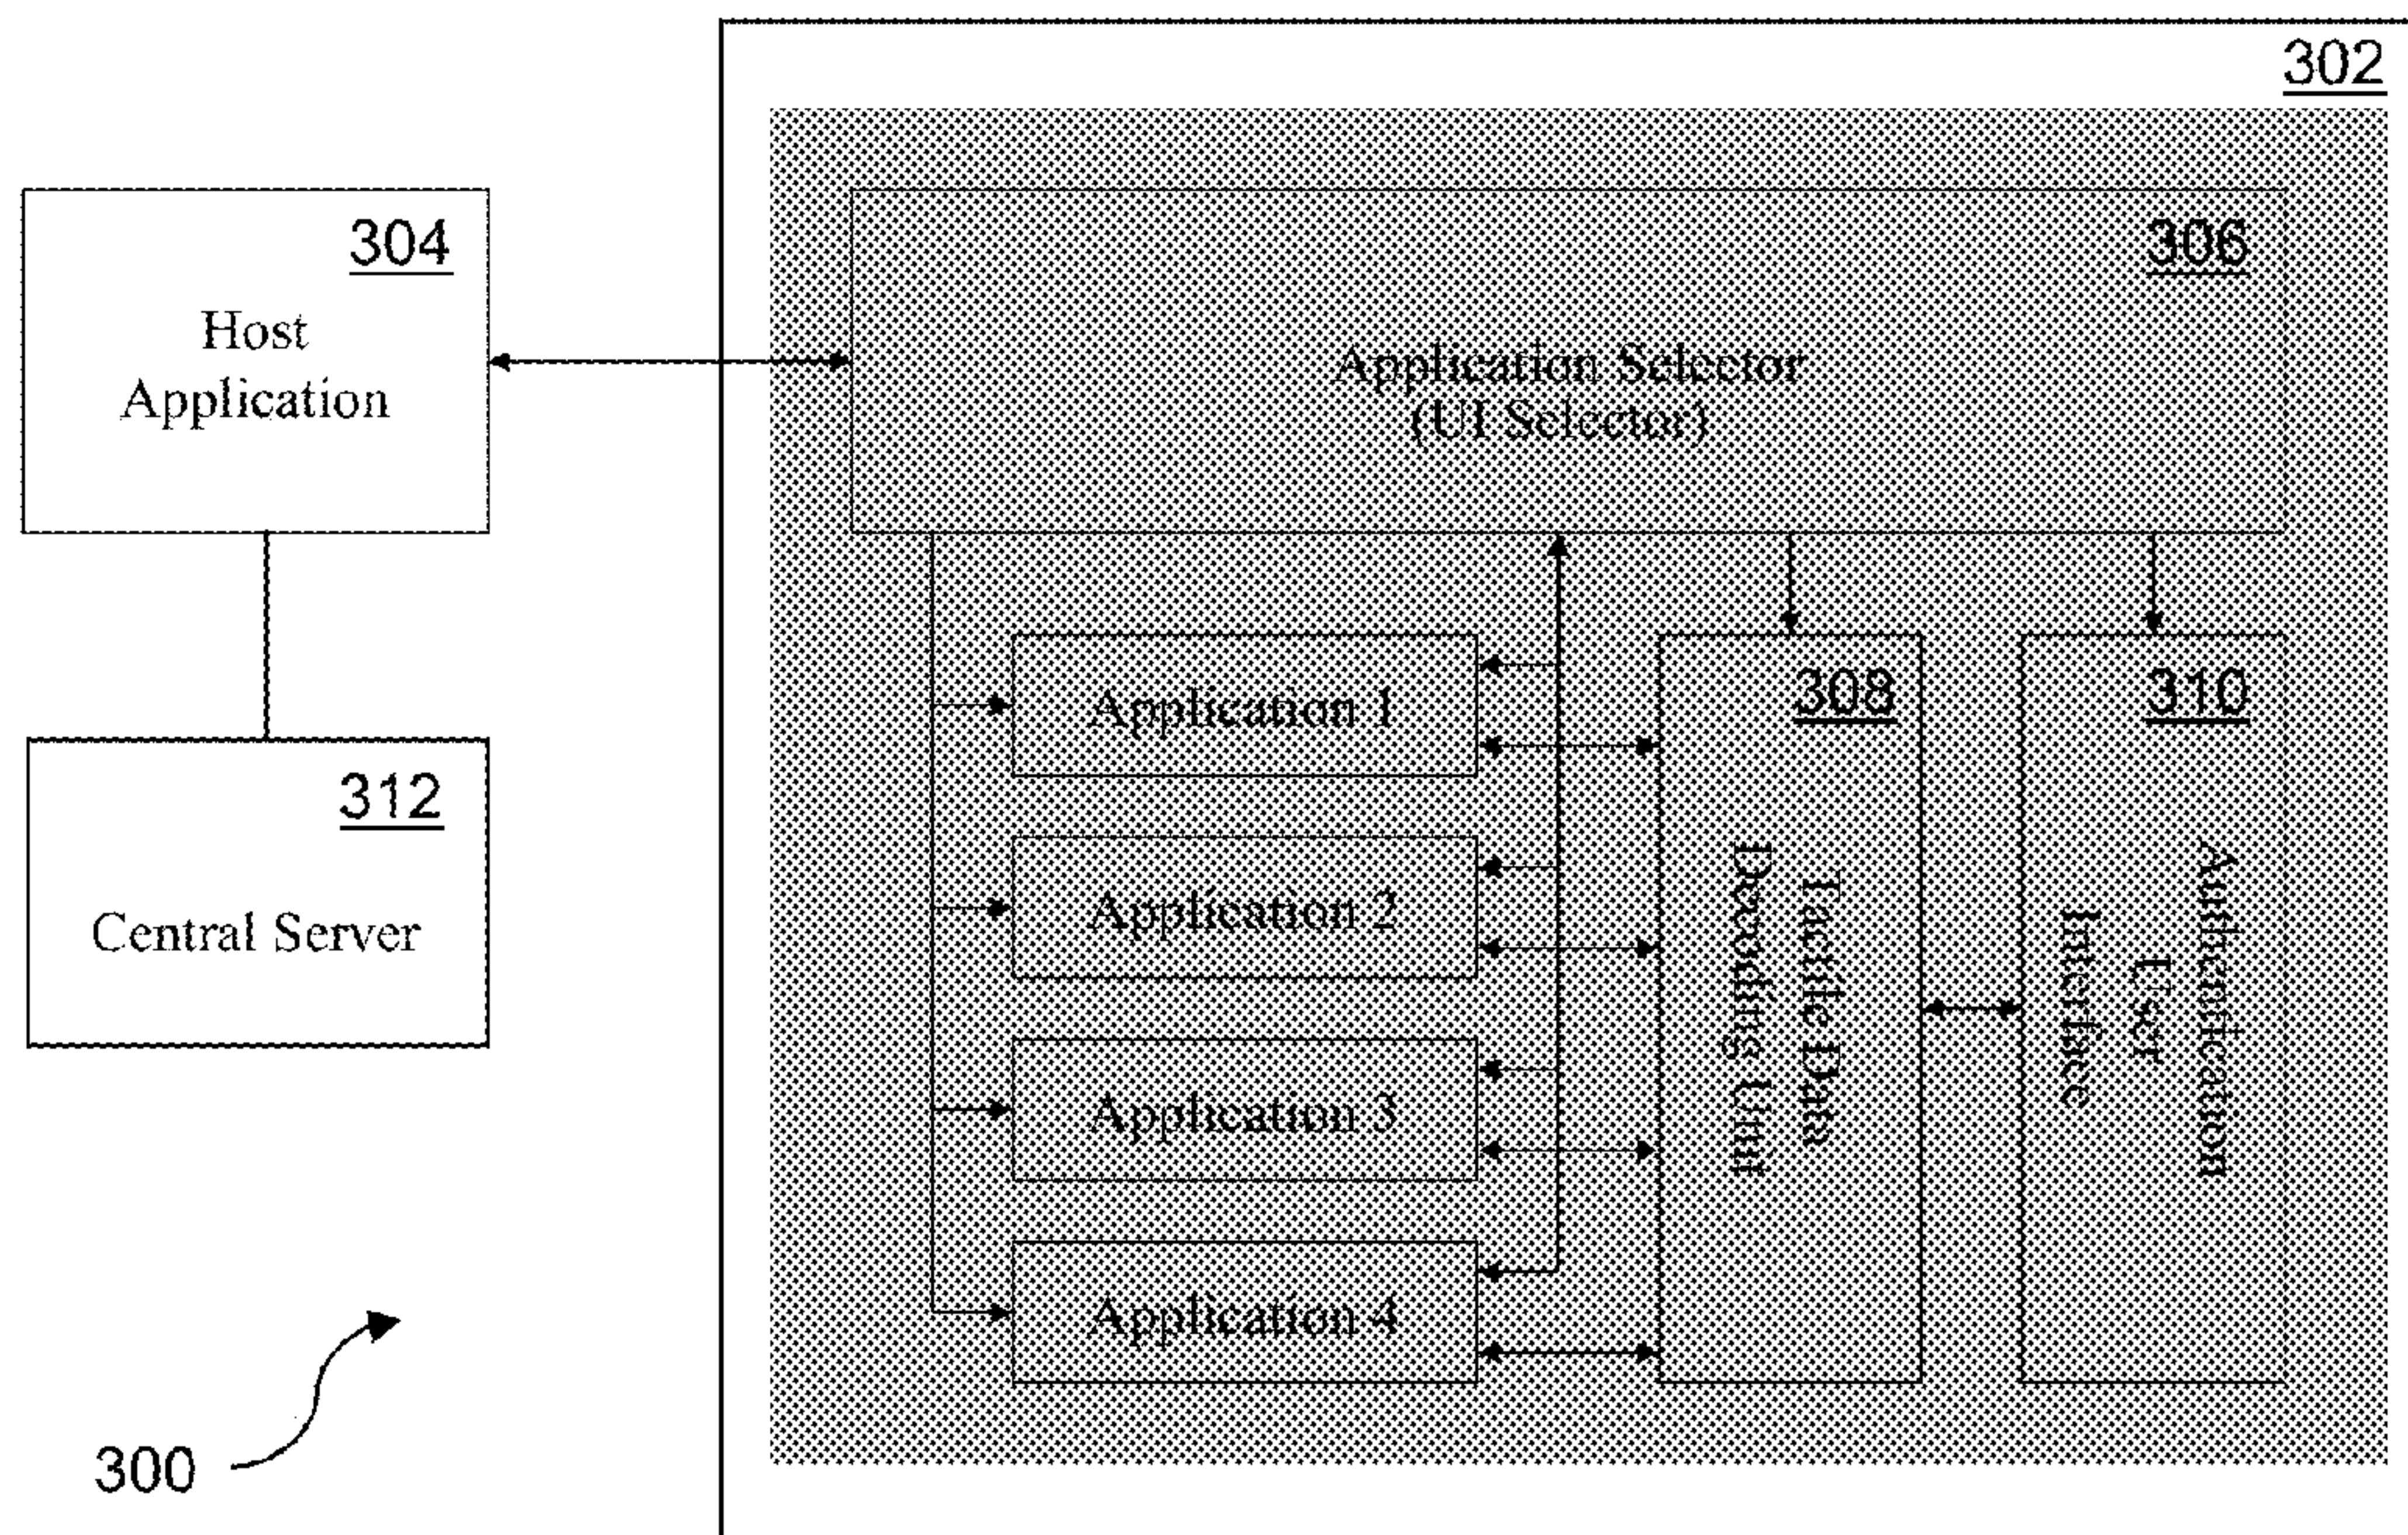 302
304
Host
Application
306
Application Selector
(UI Selector)
312
Central Server
Application 1
Application 2
Application 3
Application 4
308
Tactile Data
Decoding Unit
310
Authentication
User
Interface
300